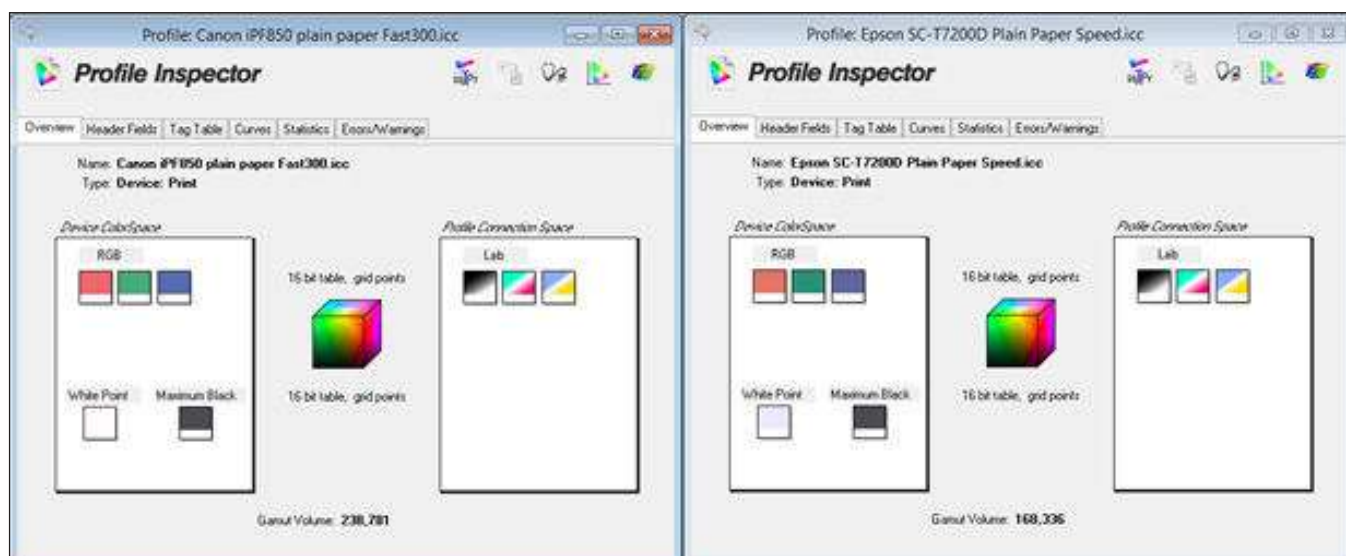 Profile: Canon iPF850 plain paper Fast300.icc
Profile Inspector
Overview Header Fields Tag Table Curves Statistics Errors/Warnings
Name: Canon iPF850 plain paper Fast300.icc
Type: Device: Print
Device ColorSpace
Profile Connection Space
RGB
Lab
16 bit table, grid points
White Point Maximum Black
16 bit table, grid points
Gamut Volume: 238,781
Profile: Epson SC-T7200D Plain Paper Speed.icc
Profile Inspector
Overview Header Fields Tag Table Curves Statistics Errors/Warnings
Name: Epson SC-T7200D Plain Paper Speed.icc
Type: Device: Print
Device ColorSpace
Profile Connection Space
RGB
Lab
16 bit table, grid points
White Point Maximum Black
16 bit table, grid points
Gamut Volume: 168,336